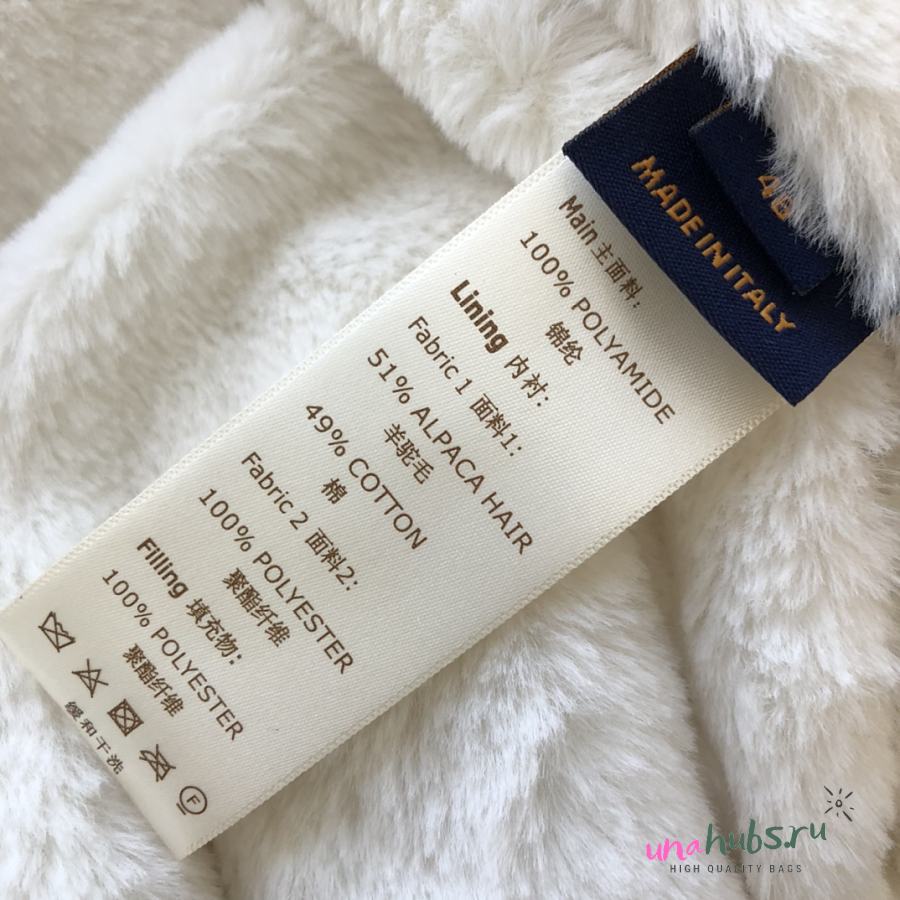 MADE IN ITALY
Main 主面料:
100% POLYAMIDE
锦纶
Lining 内衬:
Fabric 1 面料1:
51% ALPACA HAIR
羊驼毛
49% COTTON
棉
Fabric 2 面料2:
100% POLYESTER
聚酯纤维
Filling 填充物:
100% POLYESTER
聚酯纤维
F
缓和干洗
unahubs.ru
HIGH QUALITY BAGS